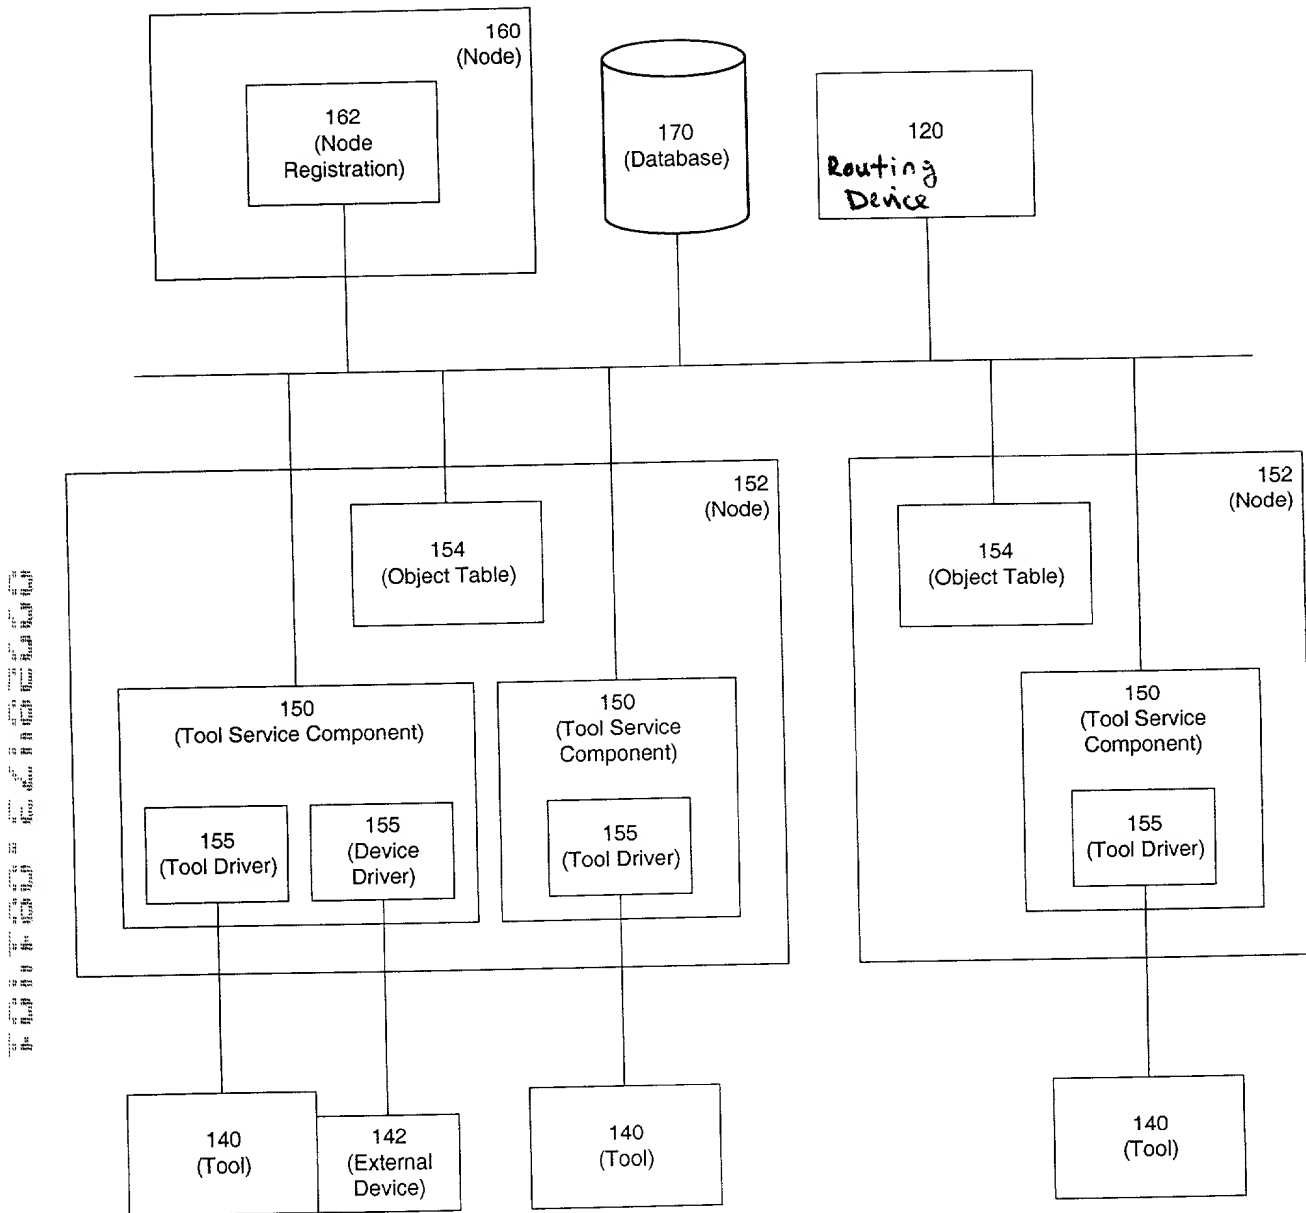 160
(Node)
162
(Node
Registration)
170
(Database)
120
Routing
Device
152
(Node)
154
(Object Table)
150
(Tool Service Component)
155
(Tool Driver)
155
(Device
Driver)
150
(Tool Service
Component)
155
(Tool Driver)
152
(Node)
154
(Object Table)
150
(Tool Service
Component)
155
(Tool Driver)
140
(Tool)
142
(External
Device)
140
(Tool)
140
(Tool)